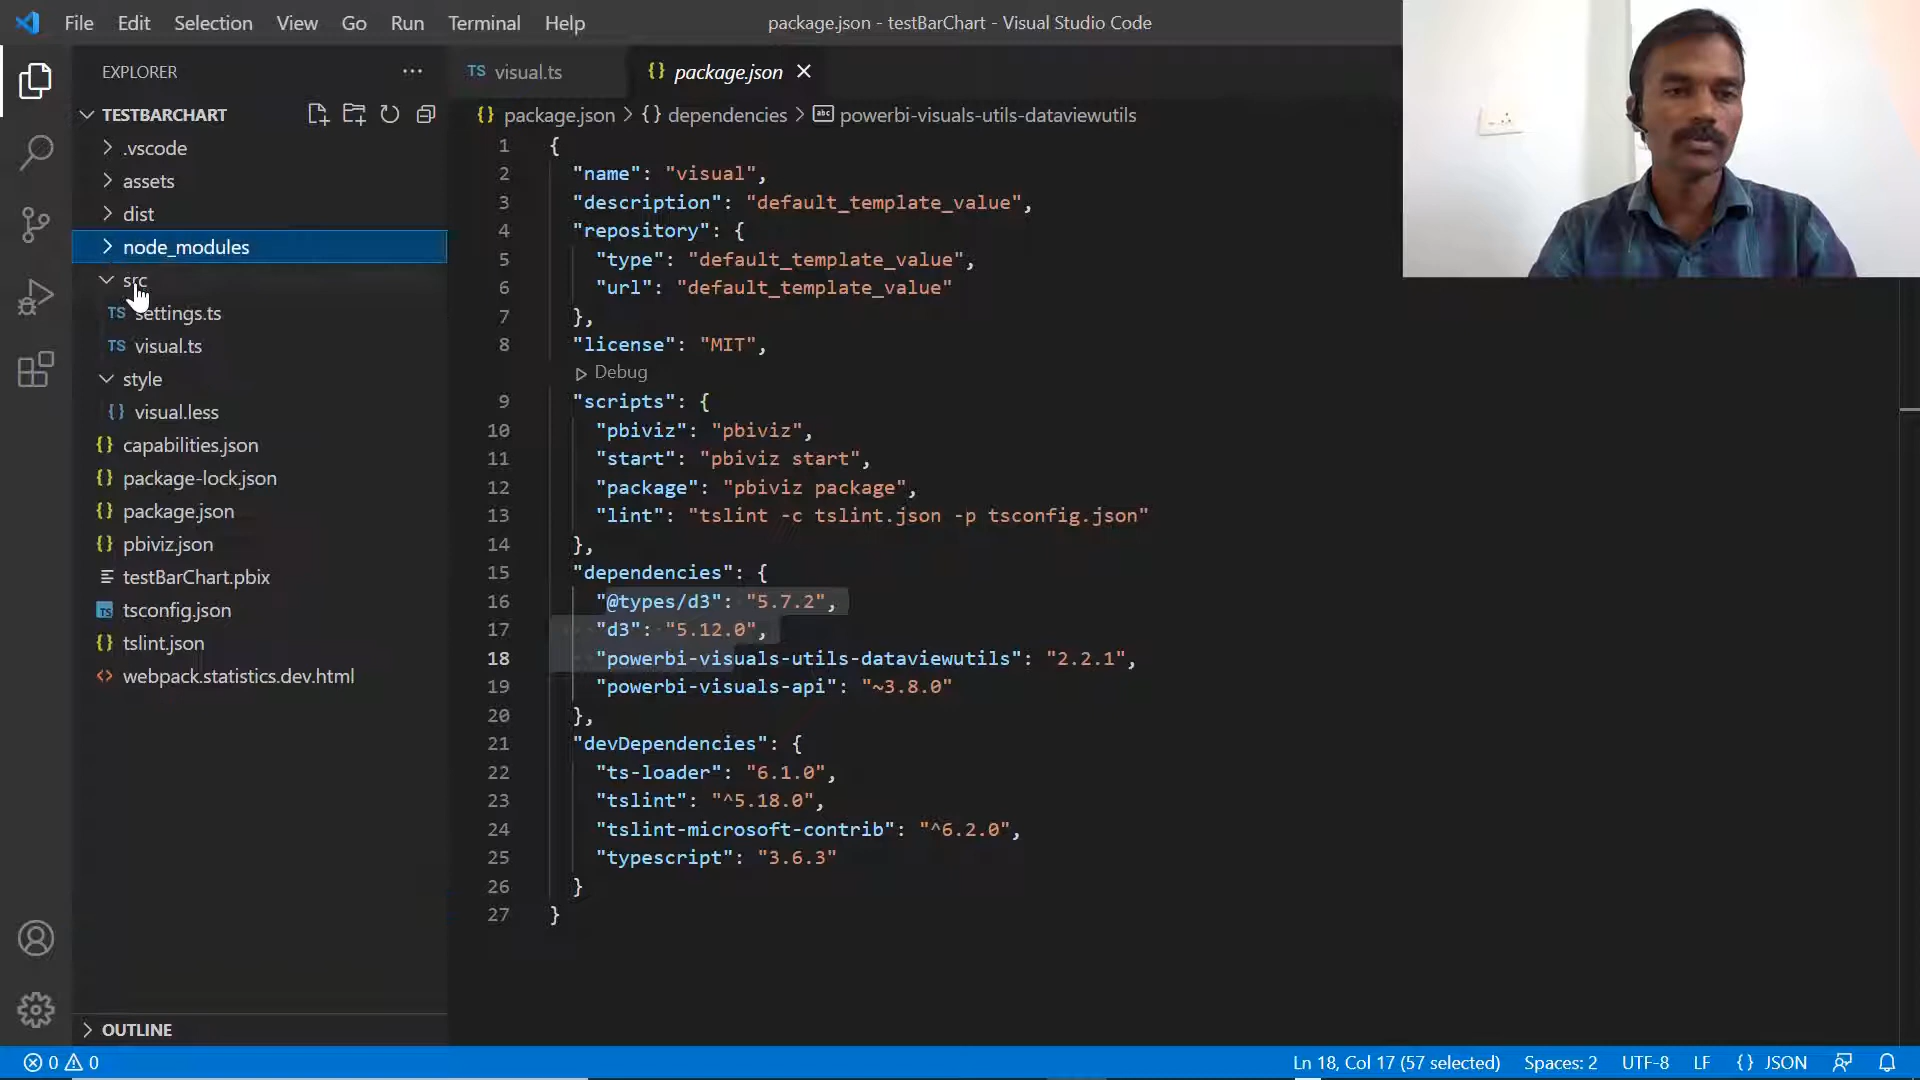 File Edit Selection View Go Run Terminal Help
package.json - testBarChart - Visual Studio Code
EXPLORER
TESTBARCHART
.vscode
assets
dist
node_modules
src
TS settings.ts
TS visual.ts
style
{} visual.less
{} capabilities.json
{} package-lock.json
{} package.json
{} pbiviz.json
testBarChart.pbix
TS tsconfig.json
{} tslint.json
<> webpack.statistics.dev.html
OUTLINE
TS visual.ts
{} package.json
{} package.json > {} dependencies > abc powerbi-visuals-utils-dataviewutils
1 {
2 "name": "visual",
3 "description": "default_template_value",
4 "repository": {
5 "type": "default_template_value",
6 "url": "default_template_value"
7 },
8 "license": "MIT",
Debug
9 "scripts": {
10 "pbiviz": "pbiviz",
11 "start": "pbiviz start",
12 "package": "pbiviz package",
13 "lint": "tslint -c tslint.json -p tsconfig.json"
14 },
15 "dependencies": {
16 "@types/d3": "5.7.2",
17 "d3": "5.12.0",
18 "powerbi-visuals-utils-dataviewutils": "2.2.1",
19 "powerbi-visuals-api": "~3.8.0"
20 },
21 "devDependencies": {
22 "ts-loader": "6.1.0",
23 "tslint": "^5.18.0",
24 "tslint-microsoft-contrib": "^6.2.0",
25 "typescript": "3.6.3"
26 }
27 }
0 0
Ln 18, Col 17 (57 selected) Spaces: 2 UTF-8 LF {} JSON